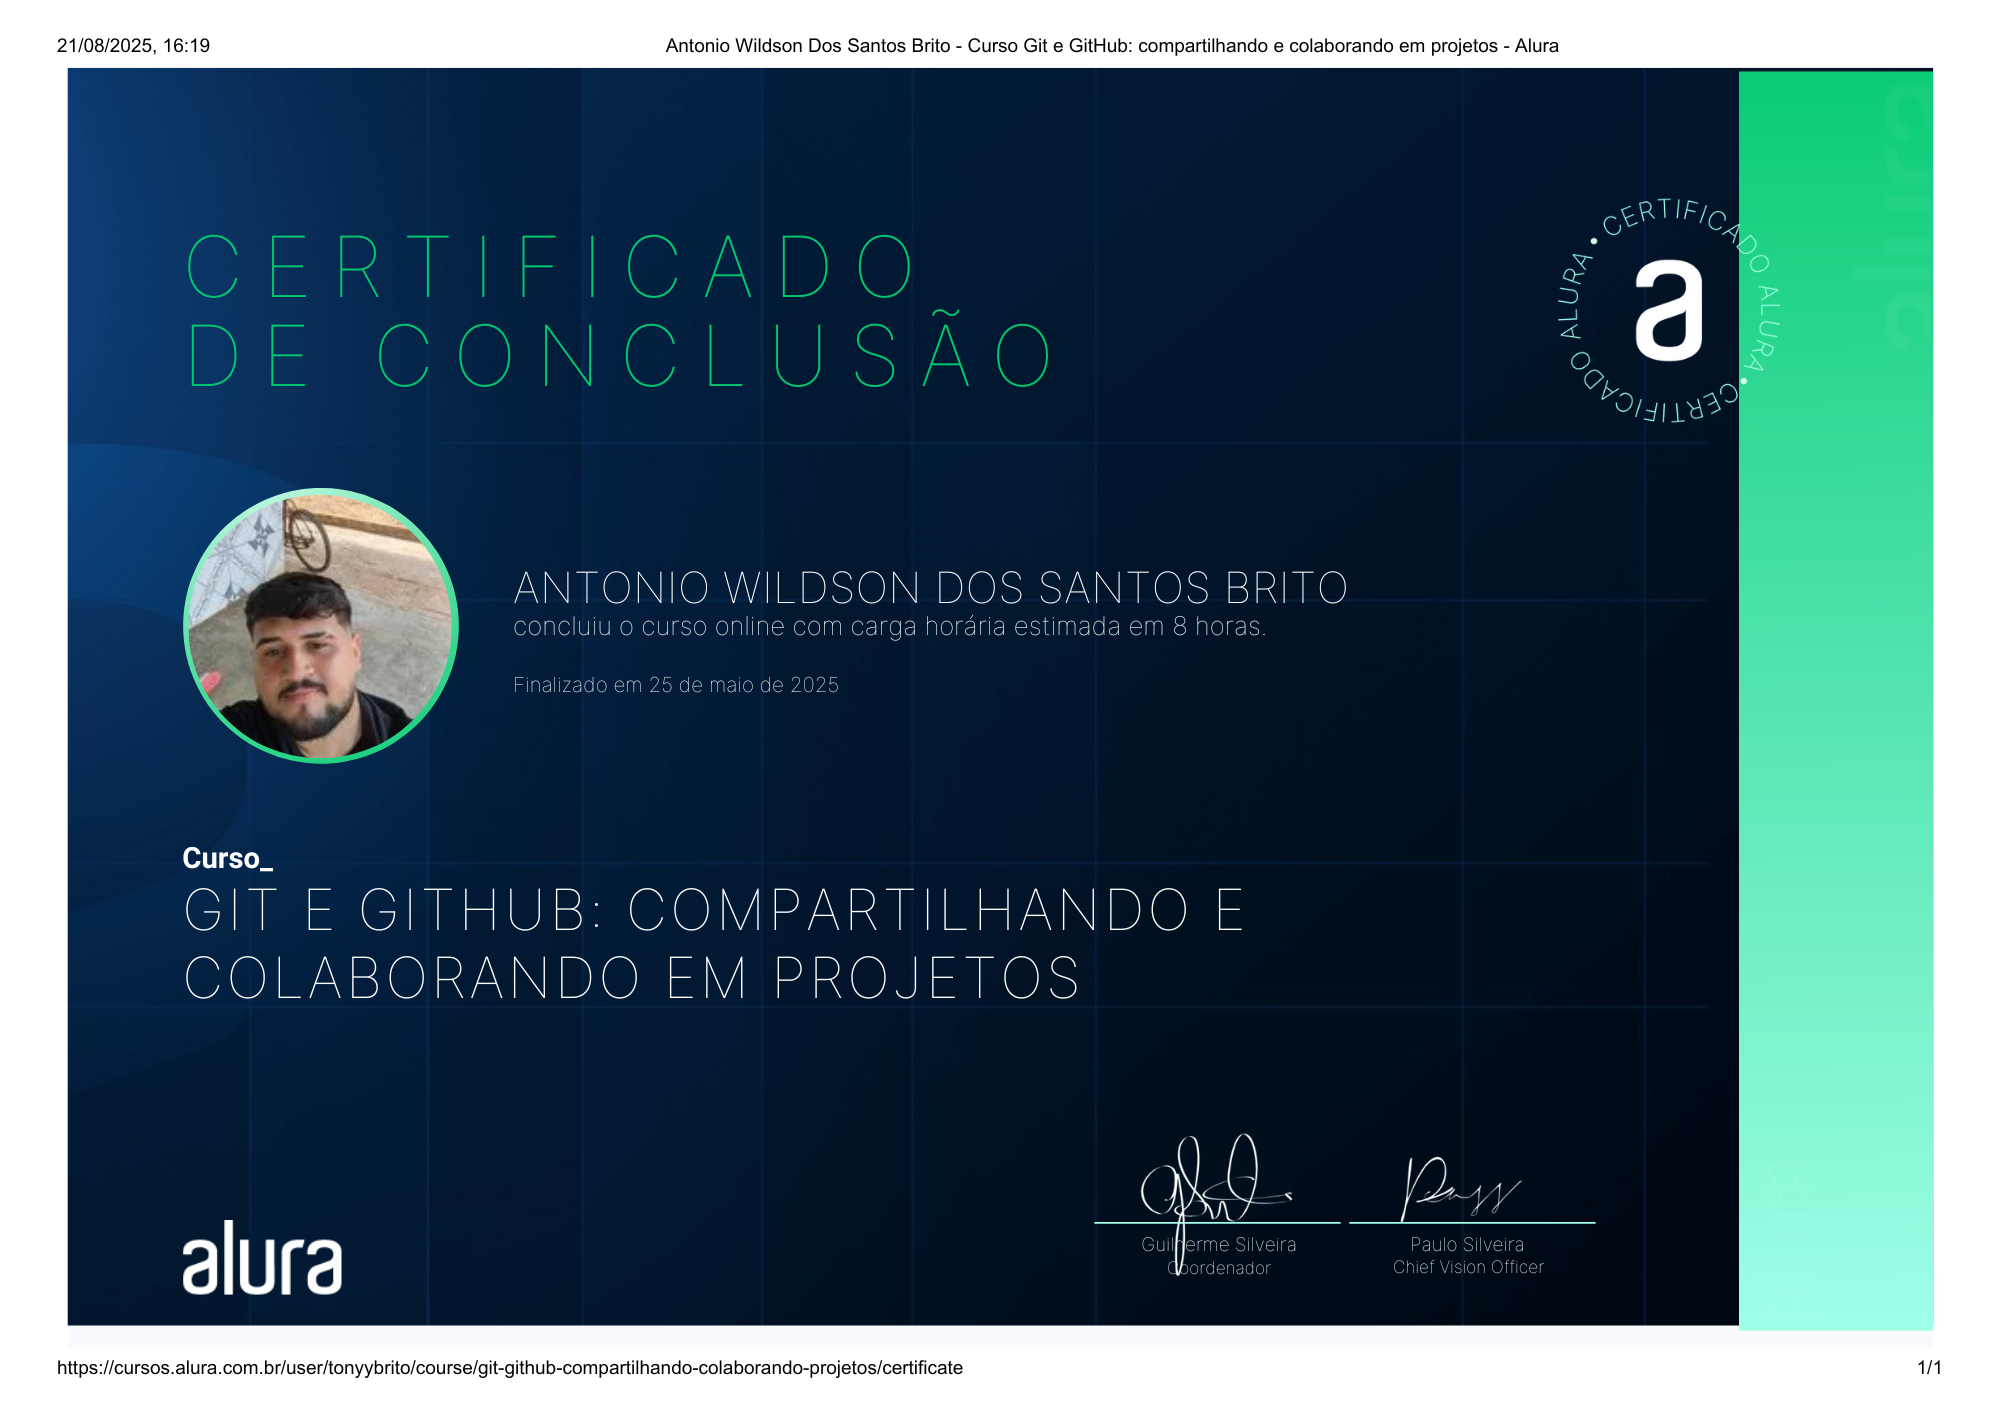 21/08/2025, 16:19
Antonio Wildson Dos Santos Brito - Curso Git e GitHub: compartilhando e colaborando em projetos - Alura
CERTIFICADO
DE CONCLUSÃO
CERTIFICADO ALURA • CERTIFICADO ALURA •
a
ANTONIO WILDSON DOS SANTOS BRITO
concluiu o curso online com carga horária estimada em 8 horas.
Finalizado em 25 de maio de 2025
Curso_
GIT E GITHUB: COMPARTILHANDO E
COLABORANDO EM PROJETOS
alura
Guilherme Silveira
Coordenador
Paulo Silveira
Chief Vision Officer
https://cursos.alura.com.br/user/tonyybrito/course/git-github-compartilhando-colaborando-projetos/certificate
1/1